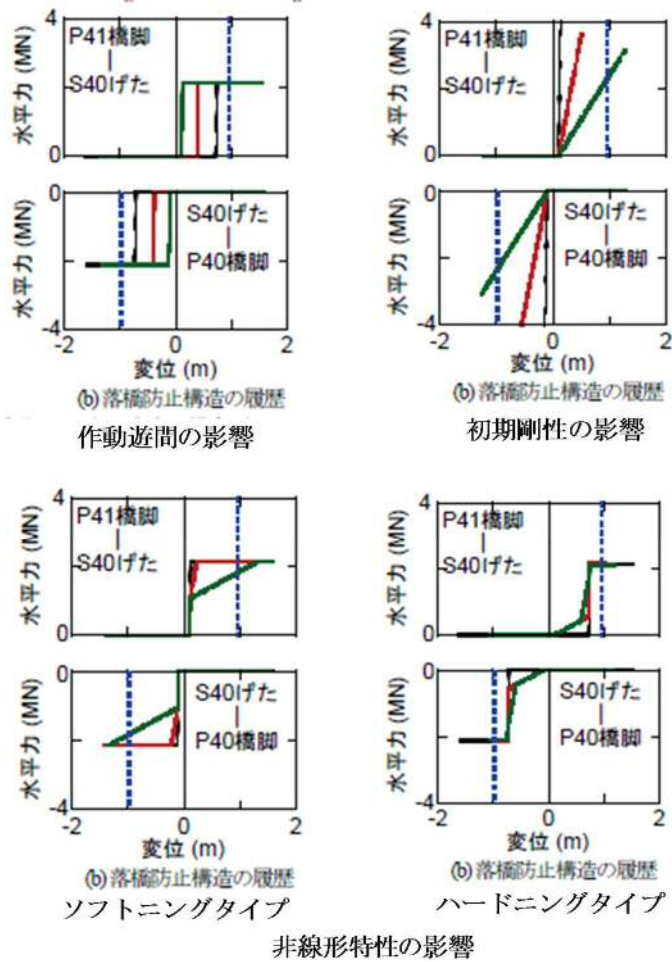 4
P41橋脚
S40げた
水平力 (MN)
0
0
S40げた
P40橋脚
水平力 (MN)
-4
-2
0
2
変位 (m)
(b) 落橋防止構造の履歴
作動遊間の影響
4
P41橋脚
S40げた
水平力 (MN)
0
0
S40げた
P40橋脚
水平力 (MN)
-4
-2
0
2
変位 (m)
(b) 落橋防止構造の履歴
初期剛性の影響
4
P41橋脚
S40げた
水平力 (MN)
0
0
S40げた
P40橋脚
水平力 (MN)
-4
-2
0
2
変位 (m)
(b) 落橋防止構造の履歴
ソフトニングタイプ
4
P41橋脚
S40げた
水平力 (MN)
0
0
S40げた
P40橋脚
水平力 (MN)
-4
-2
0
2
変位 (m)
(b) 落橋防止構造の履歴
ハードニングタイプ
非線形特性の影響